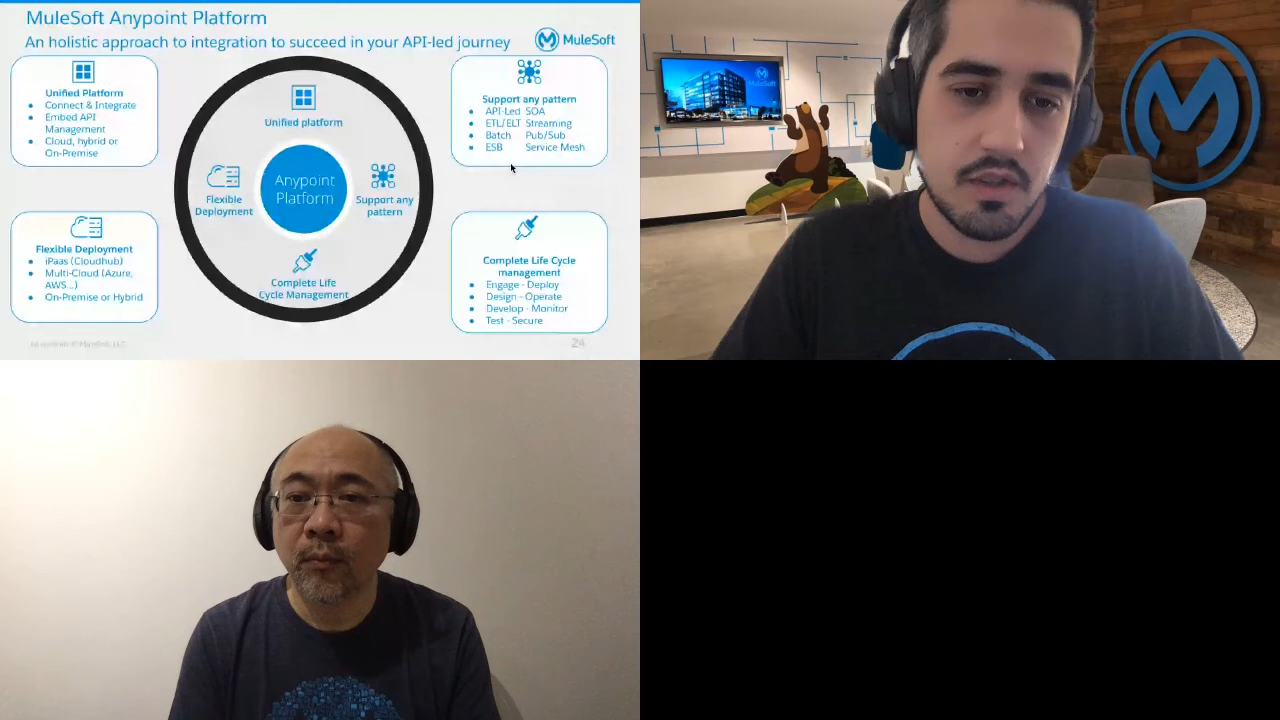 MuleSoft Anypoint Platform
An holistic approach to integration to succeed in your API-led journey
MuleSoft
Unified Platform
● Connect & Integrate
● Embed API
Management
● Cloud, hybrid or
On-Premise
Flexible Deployment
● iPaas (Cloudhub)
● Multi-Cloud (Azure,
AWS...)
● On-Premise or Hybrid
Unified platform
Flexible
Deployment
Anypoint
Platform
Support any
pattern
Complete Life
Cycle Management
Support any pattern
● API-Led SOA
● ETL/ELT Streaming
● Batch Pub/Sub
● ESB Service Mesh
Complete Life Cycle
management
● Engage - Deploy
● Design - Operate
● Develop - Monitor
● Test - Secure
24
MuleSoft